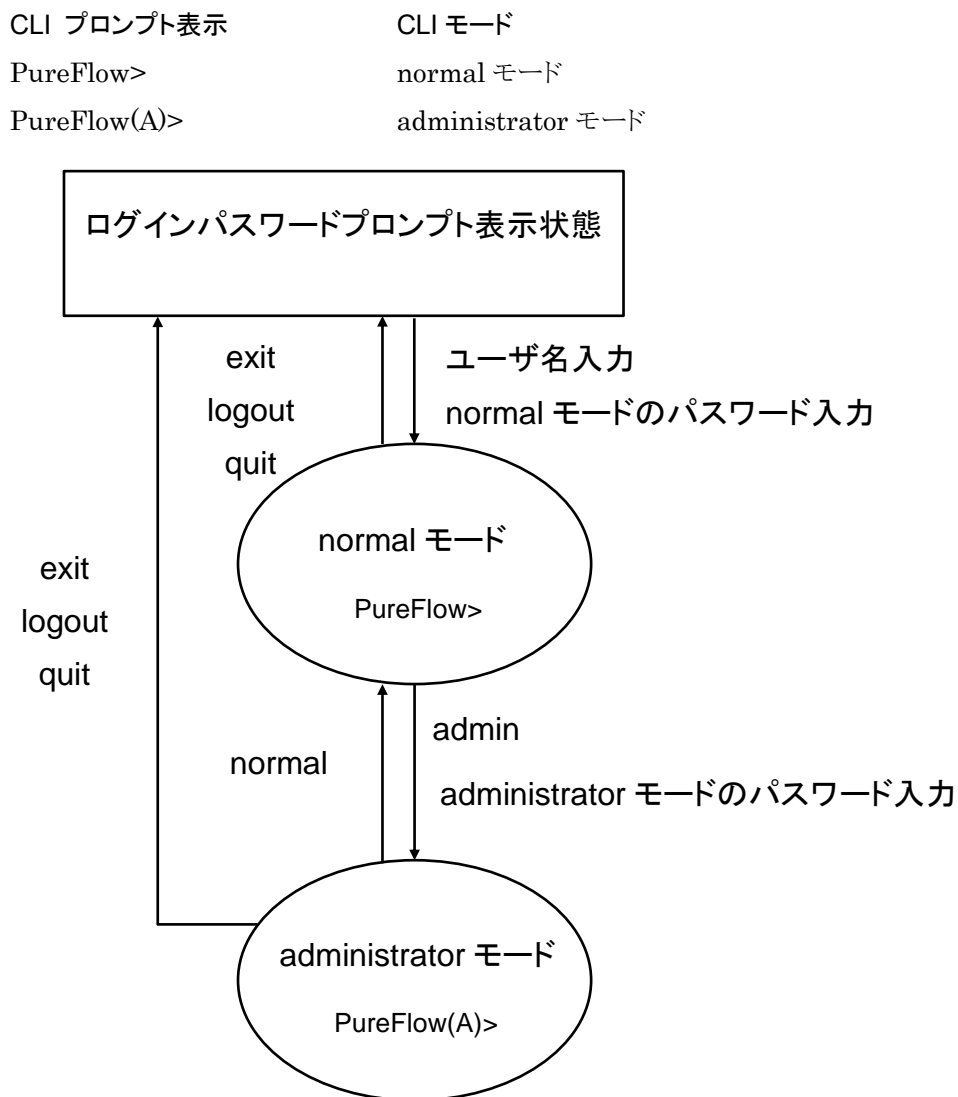 CLI プロンプト表示 CLI モード
PureFlow> normal モード
PureFlow(A)> administrator モード
ログインパスワードプロンプト表示状態
exit
logout
quit
ユーザ名入力
normal モードのパスワード入力
normal モード
PureFlow>
exit
logout
quit
normal
admin
administrator モードのパスワード入力
administrator モード
PureFlow(A)>